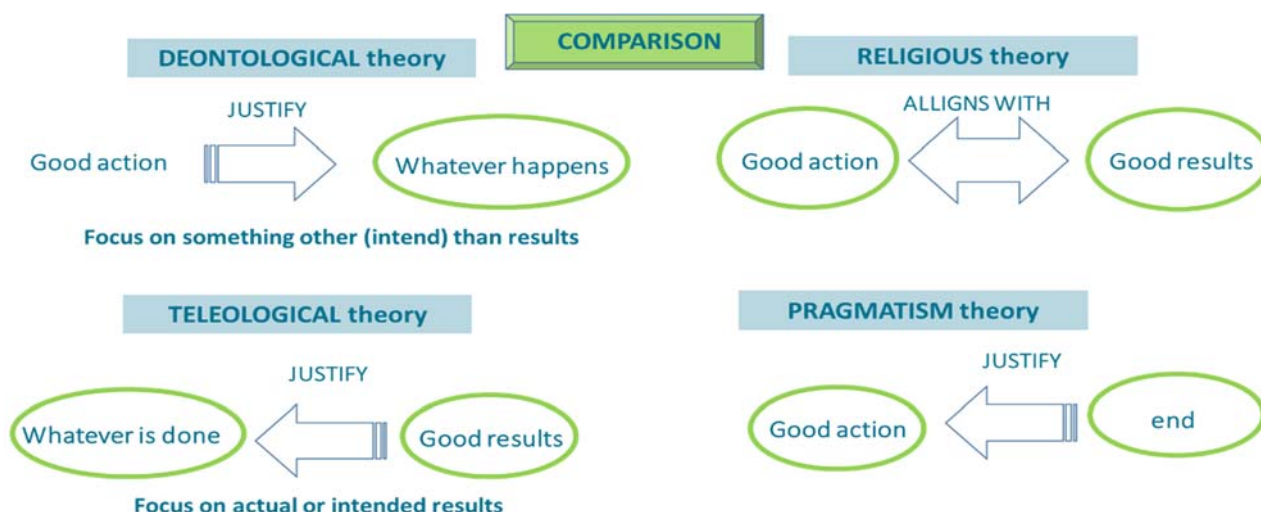 COMPARISON
DEONTOLOGICAL theory
JUSTIFY
Good action
Whatever happens
Focus on something other (intend) than results
RELIGIOUS theory
ALLIGNS WITH
Good action
Good results
TELEOLOGICAL theory
JUSTIFY
Whatever is done
Good results
Focus on actual or intended results
PRAGMATISM theory
JUSTIFY
Good action
end